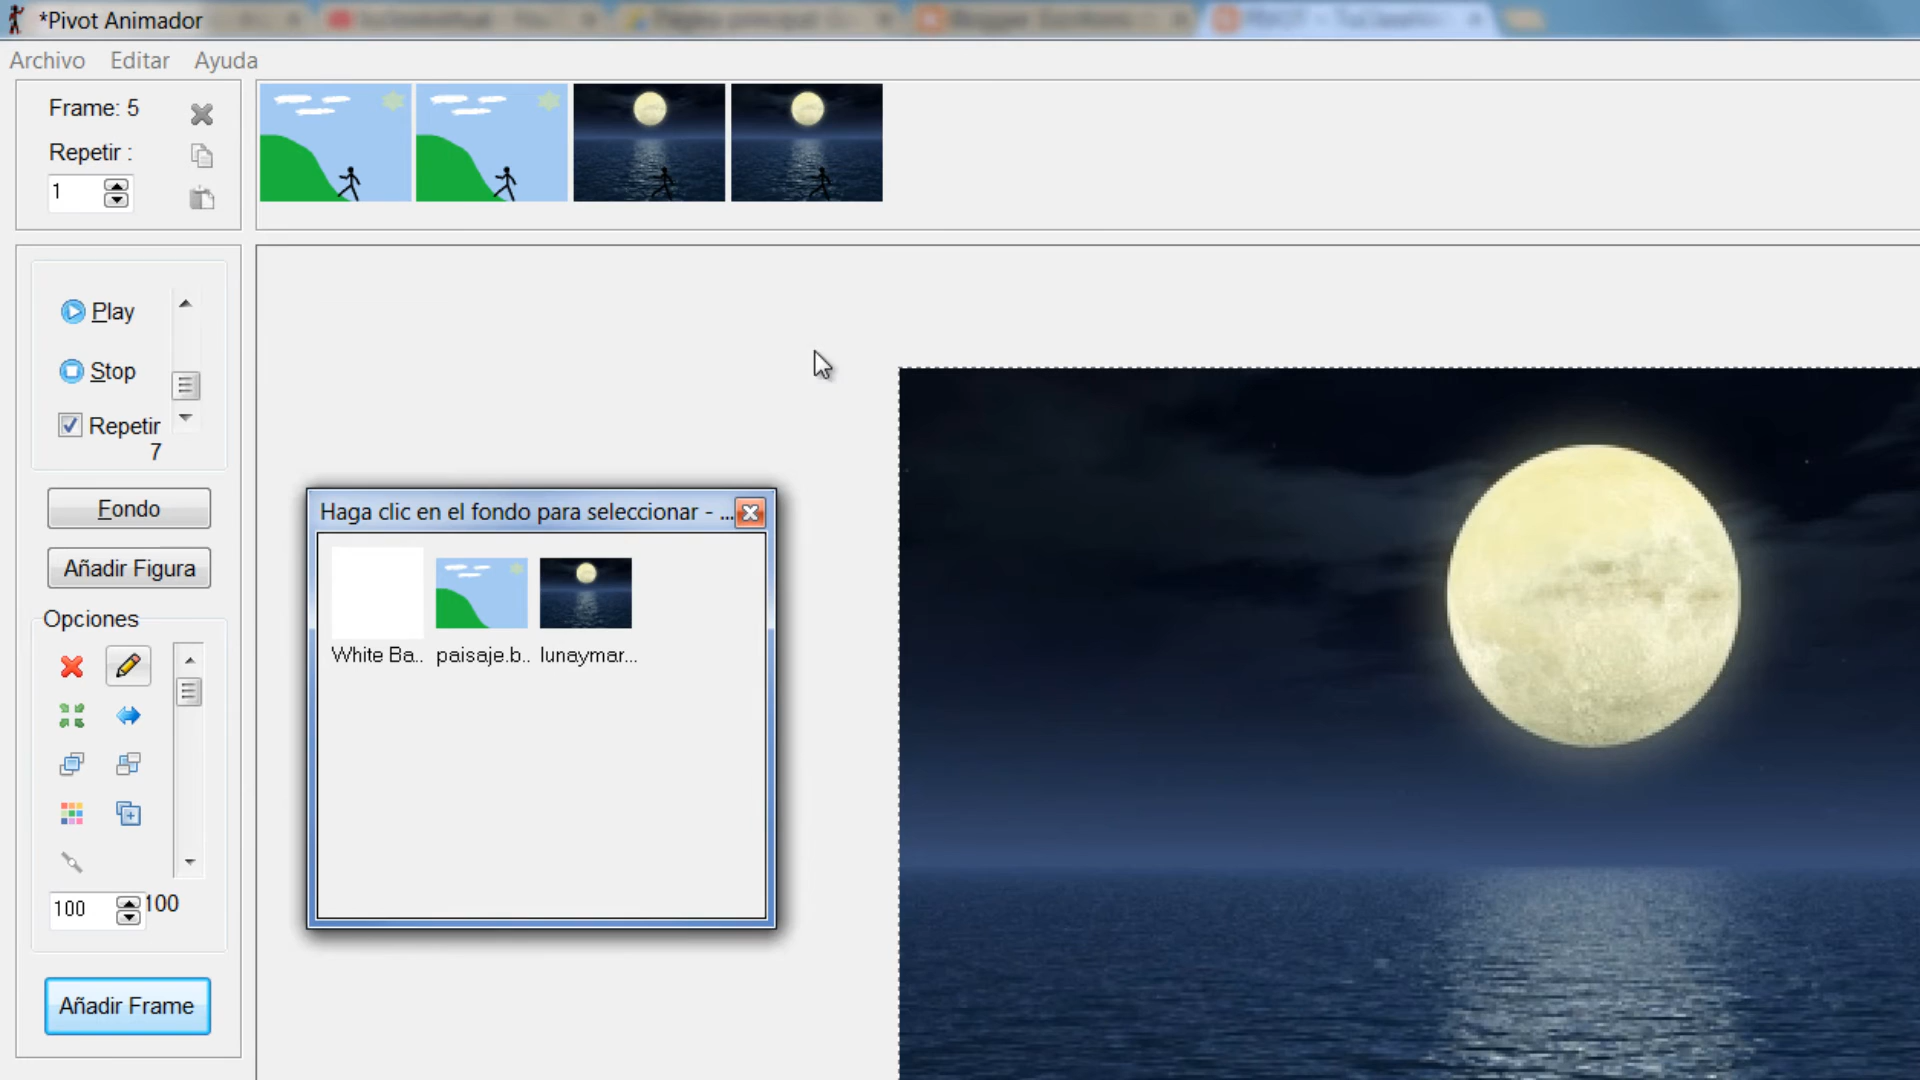 *Pivot Animador
Archivo Editar Ayuda
Frame: 5
Repetir :
1
Play
Stop
Repetir
7
Fondo
Añadir Figura
Opciones
100 100
Añadir Frame
Haga clic en el fondo para seleccionar - ...
White Ba.. paisaje.b.. lunaymar...